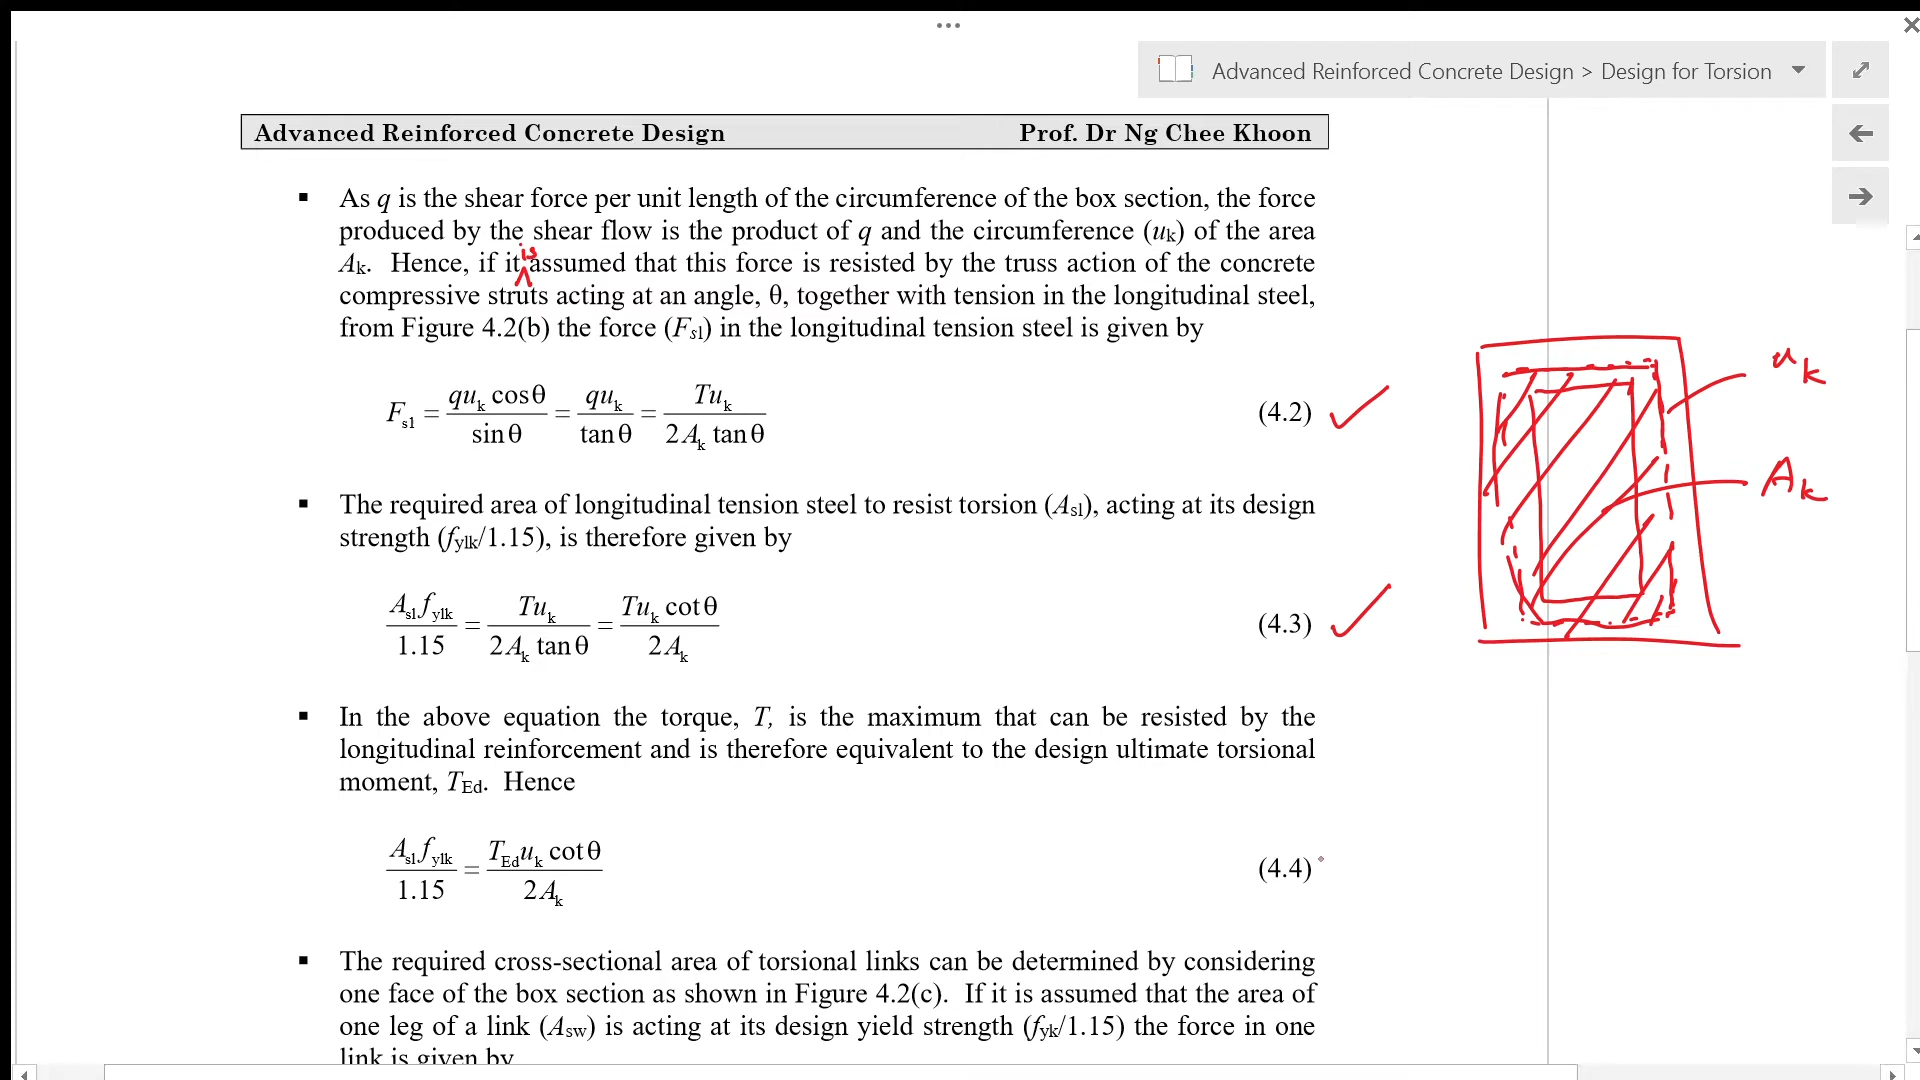 Advanced Reinforced Concrete Design > Design for Torsion
Advanced Reinforced Concrete Design Prof. Dr Ng Chee Khoon
▪ As q is the shear force per unit length of the circumference of the box section, the force
produced by the shear flow is the product of q and the circumference (uk) of the area
Ak. Hence, if it is assumed that this force is resisted by the truss action of the concrete
compressive struts acting at an angle, θ, together with tension in the longitudinal steel,
from Figure 4.2(b) the force (Fsl) in the longitudinal tension steel is given by
Fsl = quk cosθ / sinθ = quk / tanθ = Tuk / 2Ak tanθ (4.2) ✓
▪ The required area of longitudinal tension steel to resist torsion (Asl), acting at its design
strength (fylk/1.15), is therefore given by
Asl fylk / 1.15 = Tuk / 2Ak tanθ = Tuk cotθ / 2Ak (4.3) ✓
▪ In the above equation the torque, T, is the maximum that can be resisted by the
longitudinal reinforcement and is therefore equivalent to the design ultimate torsional
moment, TEd. Hence
Asl fylk / 1.15 = TEd uk cotθ / 2Ak (4.4)
▪ The required cross-sectional area of torsional links can be determined by considering
one face of the box section as shown in Figure 4.2(c). If it is assumed that the area of
one leg of a link (Asw) is acting at its design yield strength (fyk/1.15) the force in one
link is given by
uk
Ak